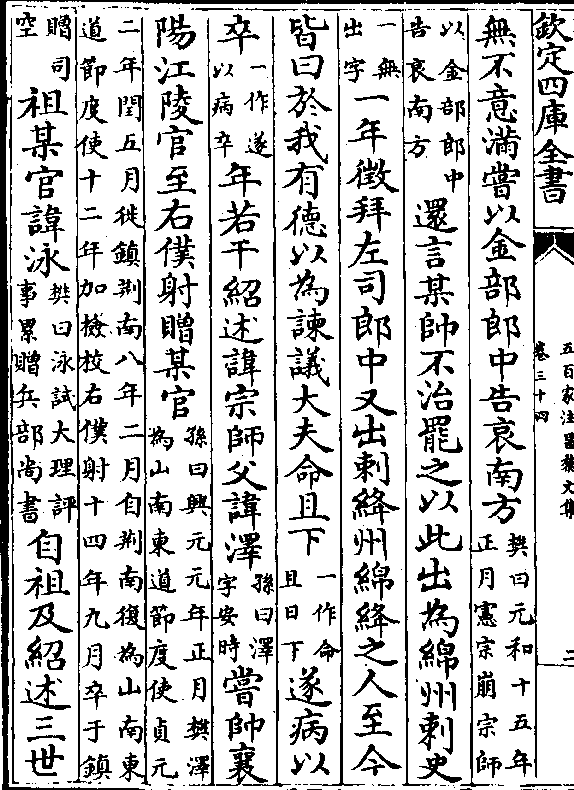 欽定四庫全書
五百家注昌黎文集
卷三十四
無不意滿嘗以金部郎中告哀南方樊曰元和十五年
正月憲宗崩宗師
以金部郎中
告哀南方還言某帥不治罷之以此出為綿州刺史
一無
出字一年徵拜左司郎中又出刺絳州綿絳之人至今
皆曰於我有德以為諫議大夫命且下一作命
且日下遂病以
卒一作遂
以病卒年若干紹述諱宗師父諱澤孫曰澤
字安時嘗帥襄
陽江陵官至右僕射贈某官孫曰興元元年正月樊澤
為山南東道節度使貞元
二年閏五月徙鎮荆南八年二月自荆南復為山南東
道節度使十二年加檢校右僕射十四年九月卒于鎮
贈司
空祖某官諱泳樊曰泳試大理評
事累贈兵部尚書自祖及紹述三世